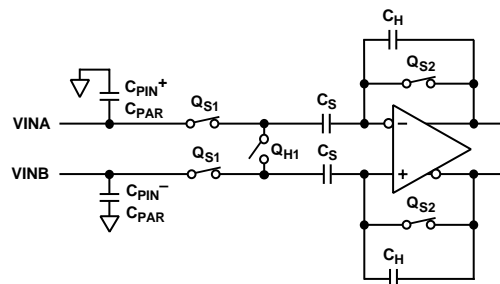 CH
QS2
CPIN+
CPAR
QS1
CS
VINA
−
QH1
QS1
CS
VINB
+
CPIN−
CPAR
QS2
CH